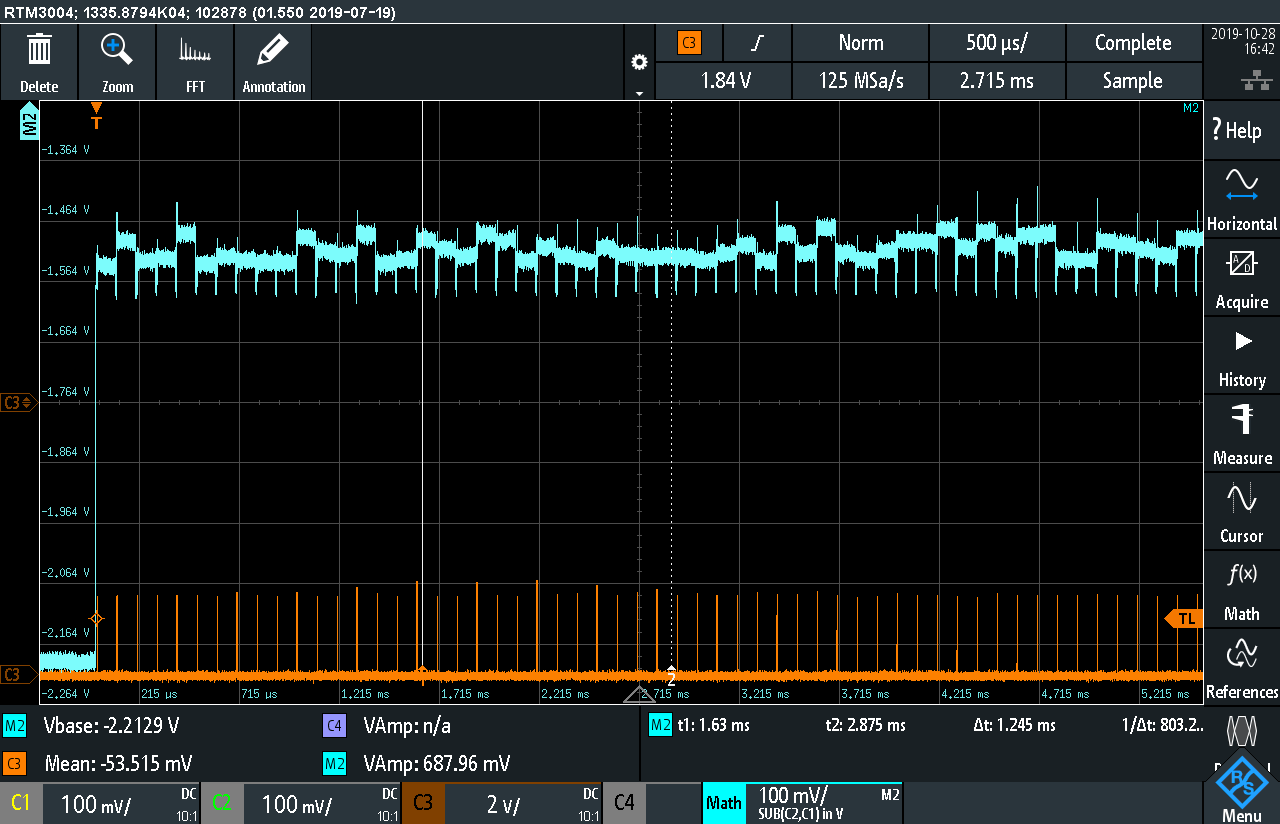 RTM3004; 1335.8794K04; 102878 (01.550 2019-07-19)
Delete
Zoom
FFT
Annotation
C3
Norm
500 µs/
Complete
1.84 V
125 MSa/s
2.715 ms
Sample
2019-10-28
16:42
M2
T
M2
-1,364 V
-1,464 V
-1,564 V
-1,664 V
-1,764 V
C3
-1,864 V
-1,964 V
-2,064 V
-2,164 V
TL
C3
2
-2,264 V
215 µs
715 µs
1,215 ms
1,715 ms
2,215 ms
2,715 ms
3,215 ms
3,715 ms
4,215 ms
4,715 ms
5,215 ms
? Help
Horizontal
A
D
Acquire
History
Measure
Cursor
f(x)
Math
References
R&S
Menu
M2 Vbase: -2.2129 V
C4 VAmp: n/a
M2 t1: 1.63 ms
t2: 2.875 ms
Δt: 1.245 ms
1/Δt: 803.2..
C3 Mean: -53.515 mV
M2 VAmp: 687.96 mV
C1 100 mV/ DC 10:1
C2 100 mV/ DC 10:1
C3 2 V/ DC 10:1
C4
Math 100 mV/ M2
SUB(C2,C1) in V